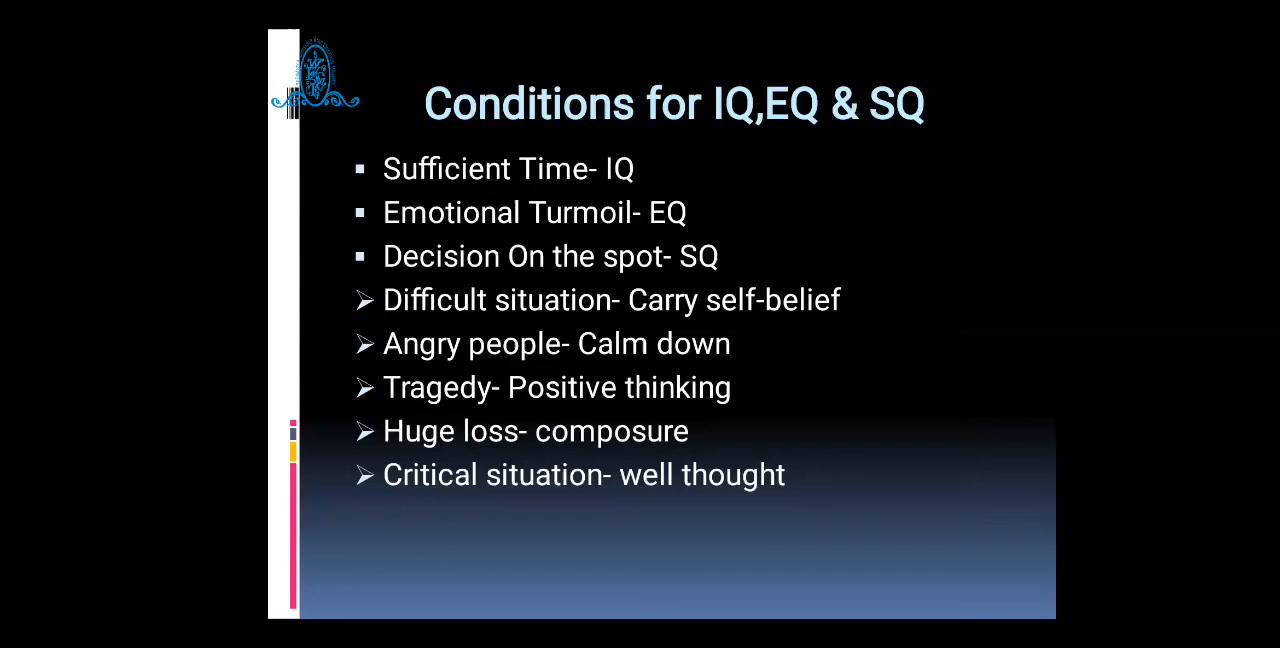 Conditions for IQ,EQ & SQ
Sufficient Time- IQ
Emotional Turmoil- EQ
Decision On the spot- SQ
Difficult situation- Carry self-belief
Angry people- Calm down
Tragedy- Positive thinking
Huge loss- composure
Critical situation- well thought